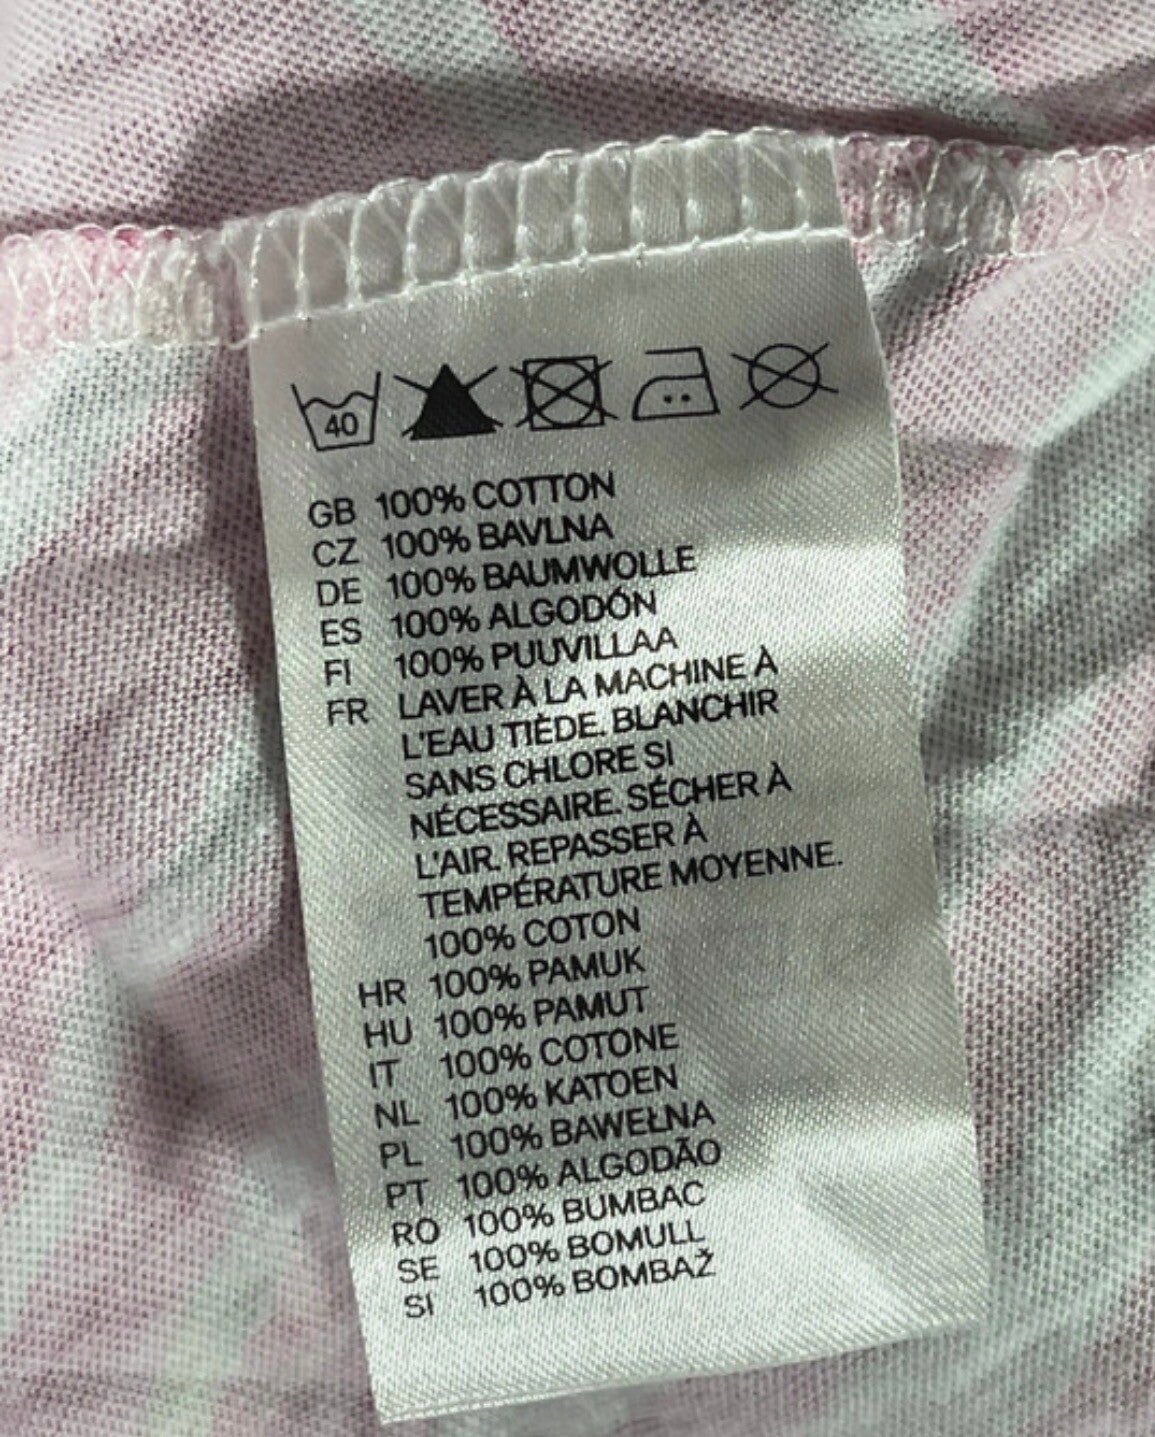 40
GB 100% COTTON
CZ 100% BAVLNA
DE 100% BAUMWOLLE
ES 100% ALGODÓN
FI 100% PUUVILLAA
FR LAVER À LA MACHINE À
L'EAU TIÈDE. BLANCHIR
SANS CHLORE SI
NÉCESSAIRE. SÉCHER À
L'AIR. REPASSER À
TEMPÉRATURE MOYENNE.
100% COTON
HR 100% PAMUK
HU 100% PAMUT
IT 100% COTONE
NL 100% KATOEN
PL 100% BAWEŁNA
PT 100% ALGODÃO
RO 100% BUMBAC
SE 100% BOMULL
SI 100% BOMBAŽ